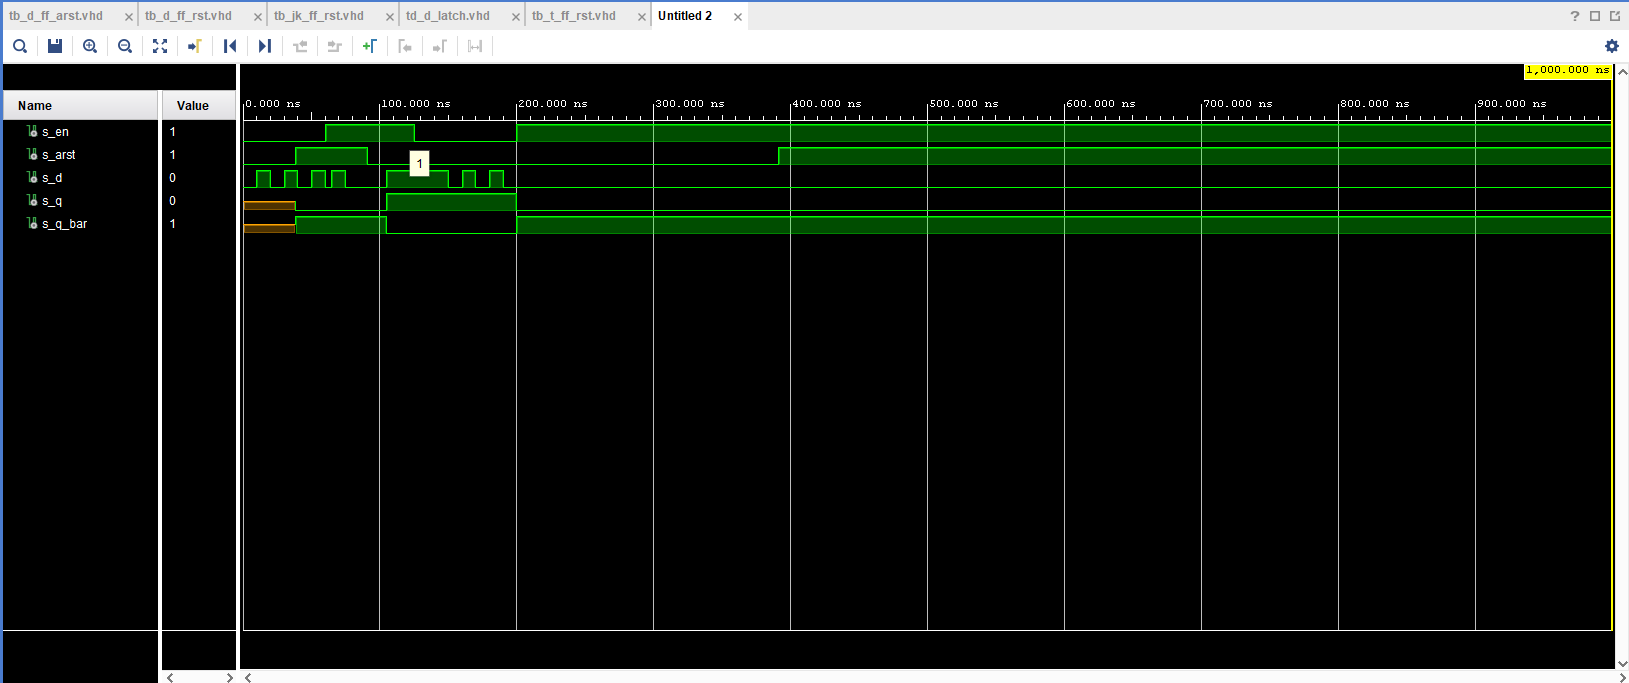 tb_d_ff_arst.vhd tb_d_ff_rst.vhd tb_jk_ff_rst.vhd td_d_latch.vhd tb_t_ff_rst.vhd Untitled 2
1,000.000 ns
Name Value 0.000 ns 100.000 ns 200.000 ns 300.000 ns 400.000 ns 500.000 ns 600.000 ns 700.000 ns 800.000 ns 900.000 ns
s_en 1
s_arst 1
1
s_d 0
s_q 0
s_q_bar 1